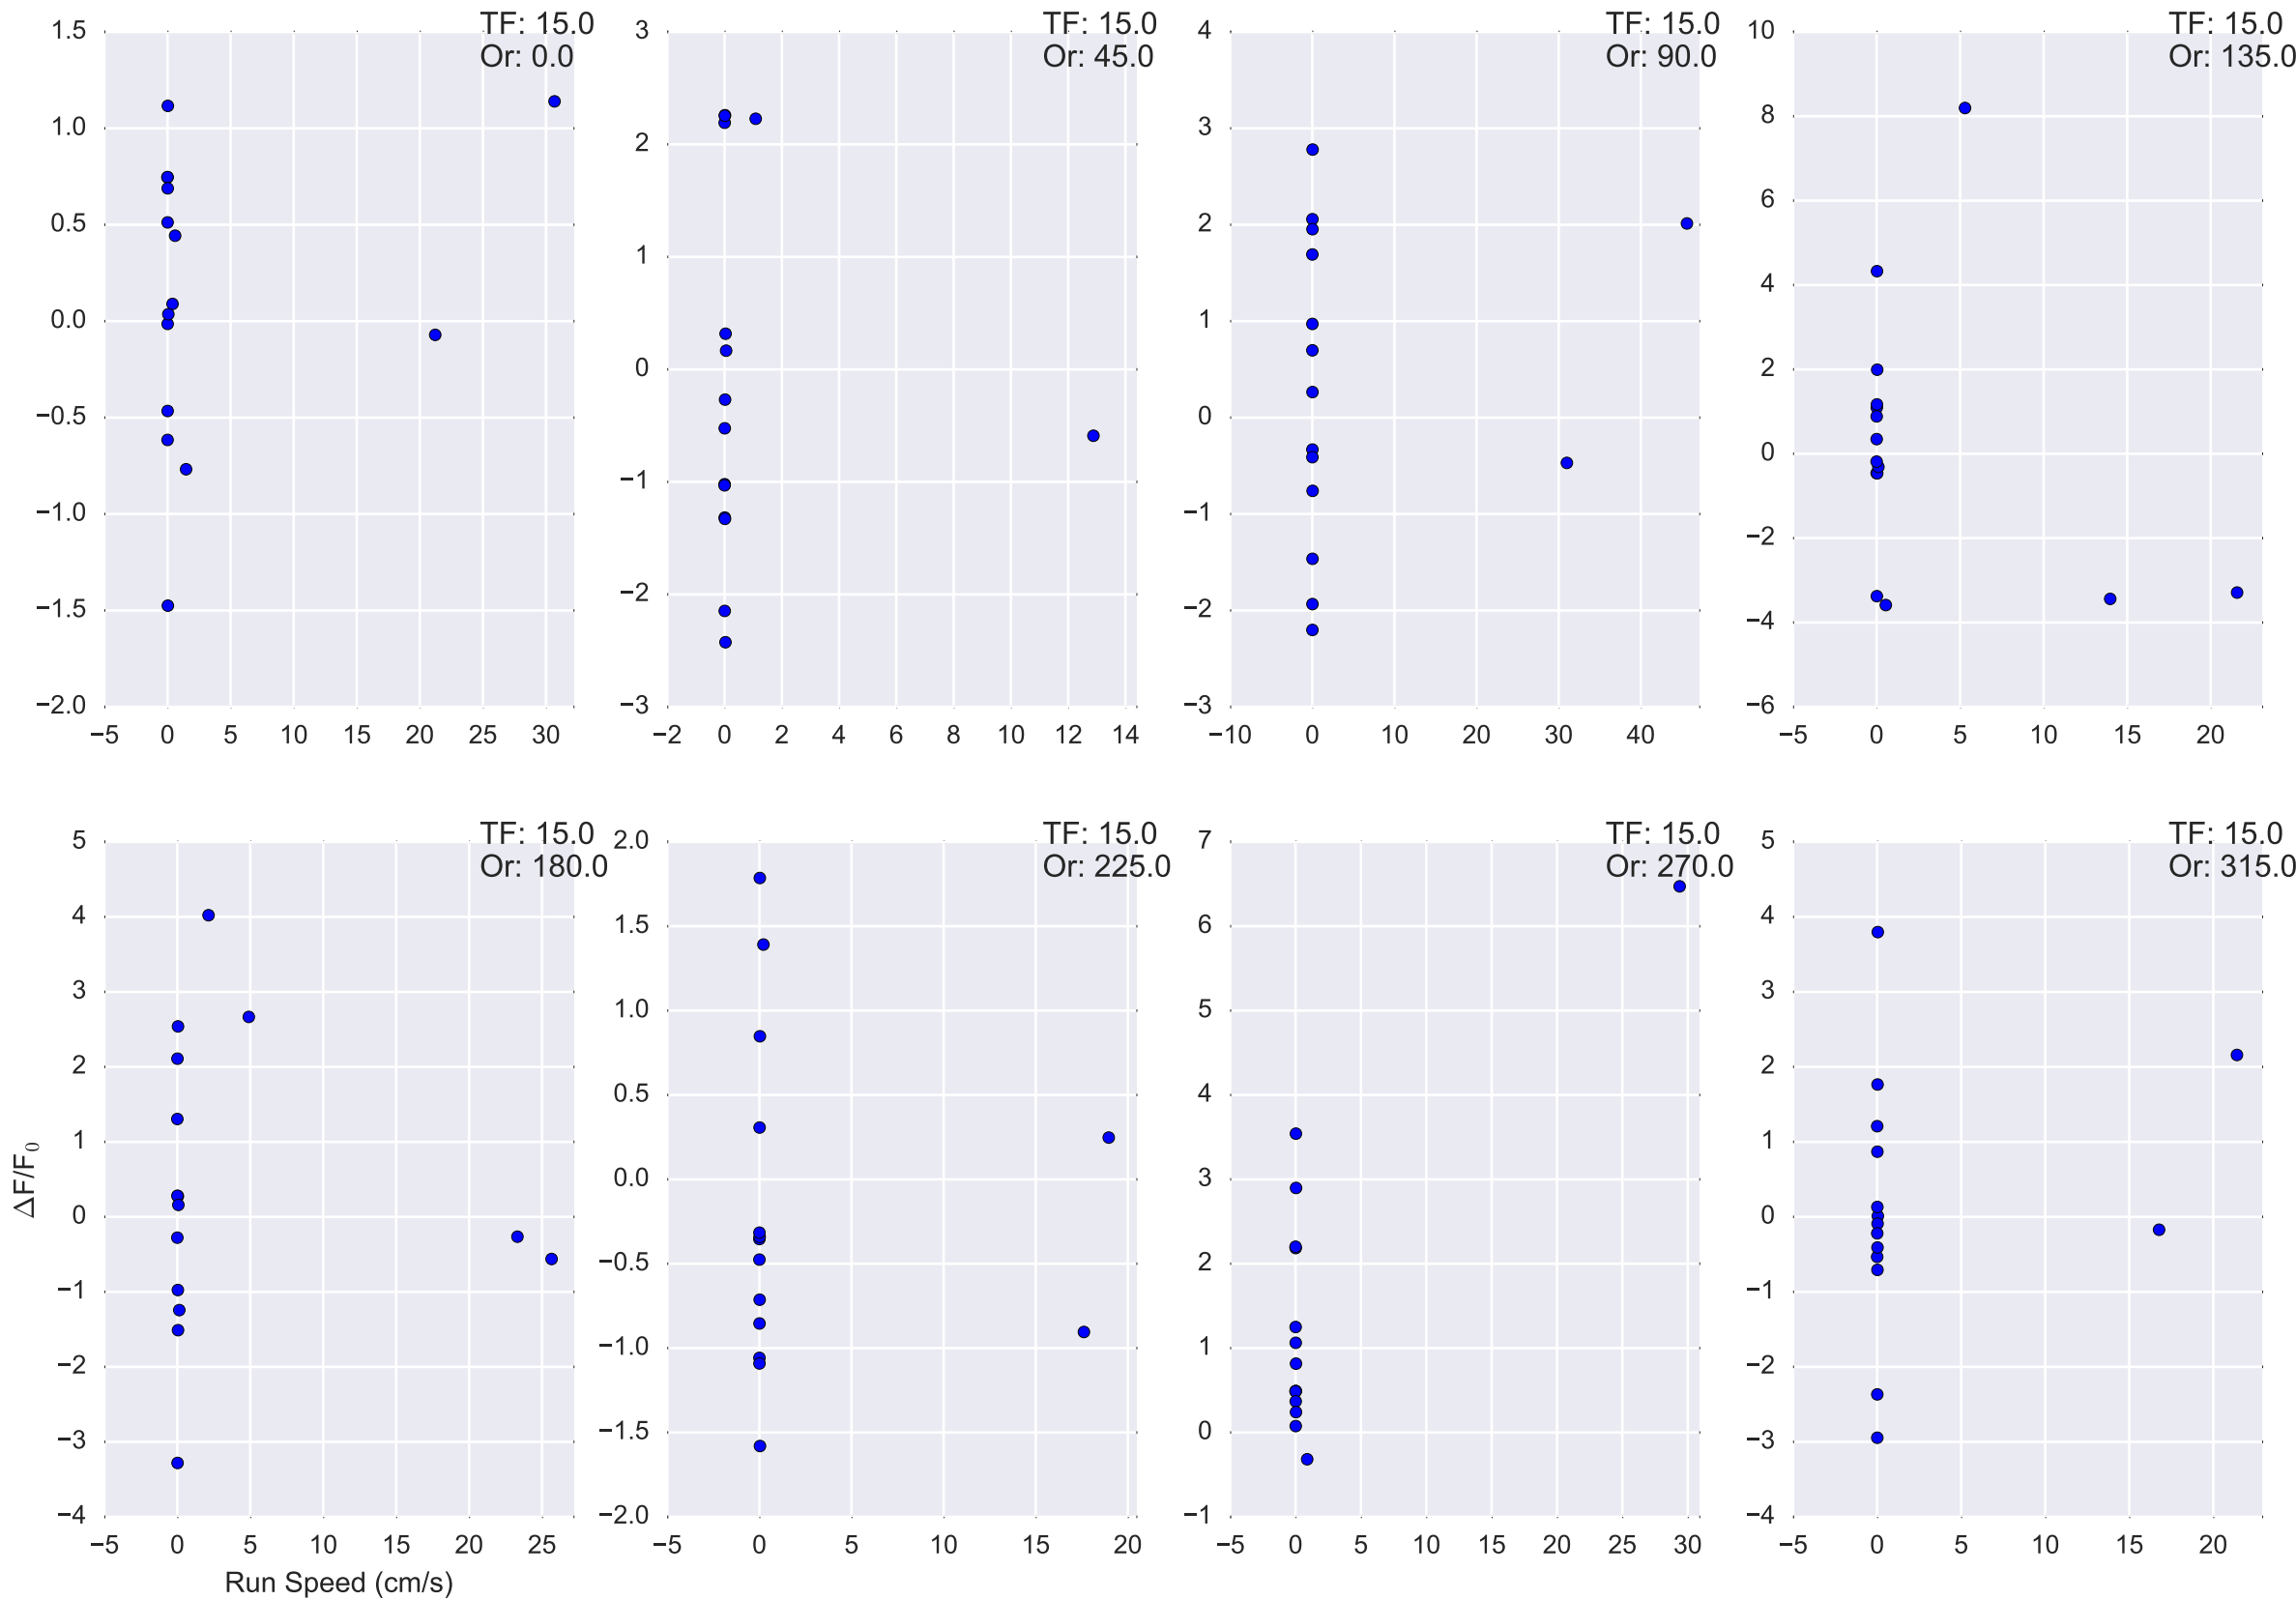 TF: 15.0
Or: 0.0
1.5
1.0
0.5
0.0
−0.5
−1.0
−1.5
−2.0
−5 0 5 10 15 20 25 30
TF: 15.0
Or: 45.0
3
2
1
0
−1
−2
−3
−2 0 2 4 6 8 10 12 14
TF: 15.0
Or: 90.0
4
3
2
1
0
−1
−2
−3
−10 0 10 20 30 40
TF: 15.0
Or: 135.0
10
8
6
4
2
0
−2
−4
−6
−5 0 5 10 15 20
TF: 15.0
Or: 180.0
5
4
3
2
1
0
−1
−2
−3
−4
−5 0 5 10 15 20 25
Run Speed (cm/s)
ΔF/F₀
TF: 15.0
Or: 225.0
2.0
1.5
1.0
0.5
0.0
−0.5
−1.0
−1.5
−2.0
−5 0 5 10 15 20
TF: 15.0
Or: 270.0
7
6
5
4
3
2
1
0
−1
−5 0 5 10 15 20 25 30
TF: 15.0
Or: 315.0
5
4
3
2
1
0
−1
−2
−3
−4
−5 0 5 10 15 20